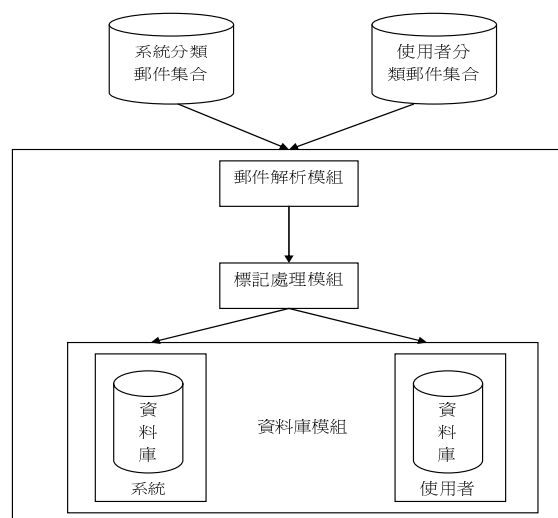 系統分類
郵件集合
使用者分
類郵件集合
郵件解析模組
標記處理模組
資
料
庫
系統
資料庫模組
資
料
庫
使用者